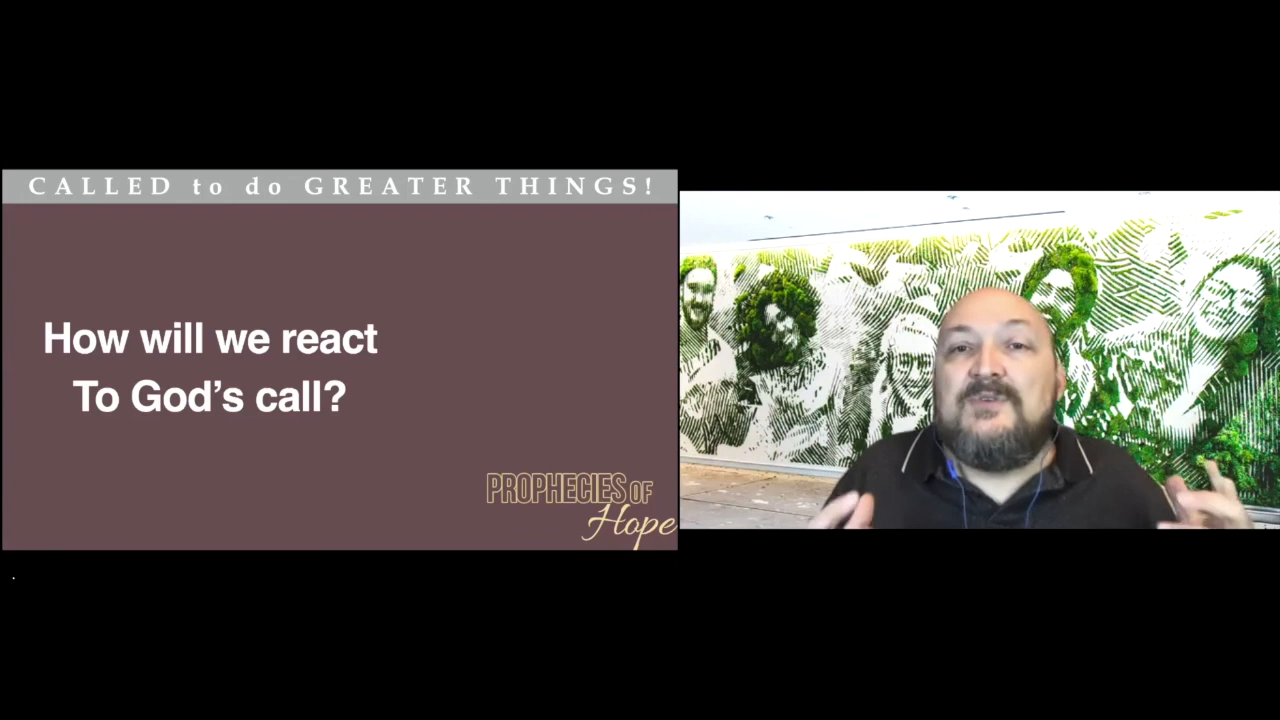 CALLED to do GREATER THINGS!
How will we react
To God's call?
PROPHECIES OF
Hope